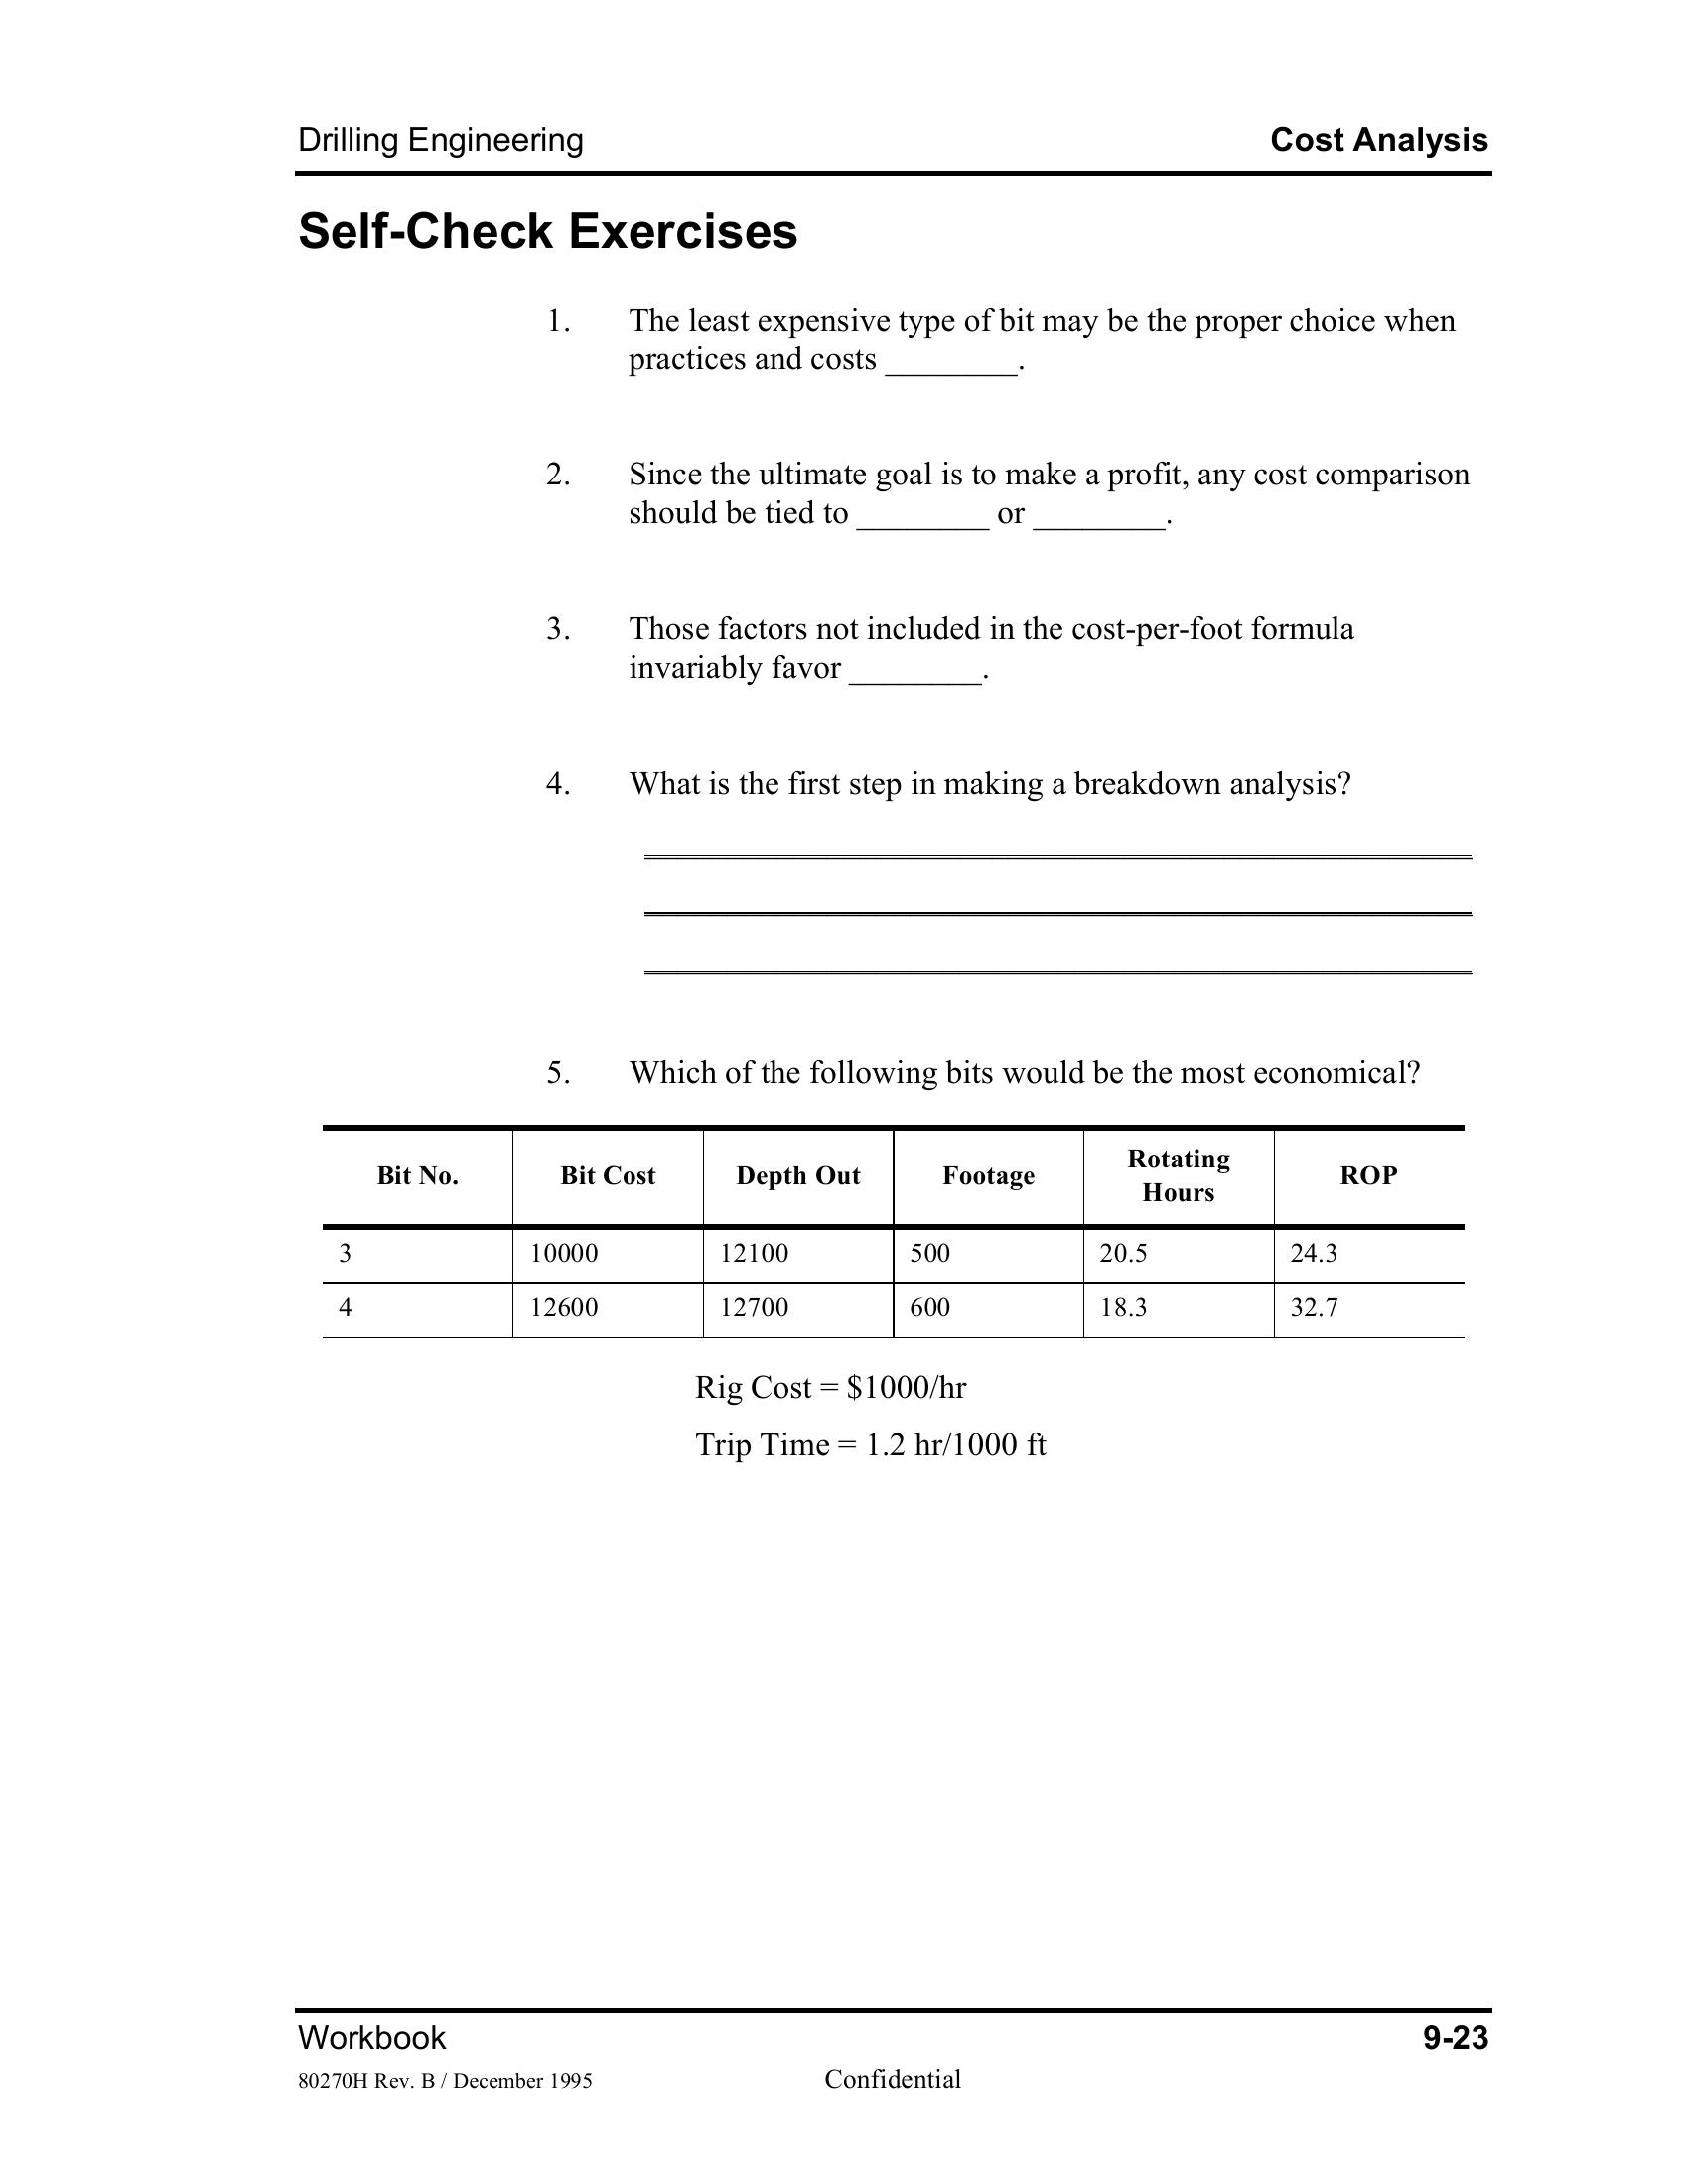 Drilling Engineering Cost Analysis
Self-Check Exercises
1. The least expensive type of bit may be the proper choice when
practices and costs ________.
2. Since the ultimate goal is to make a profit, any cost comparison
should be tied to ________ or ________.
3. Those factors not included in the cost-per-foot formula
invariably favor ________.
4. What is the first step in making a breakdown analysis?
5. Which of the following bits would be the most economical?
Bit No. Bit Cost Depth Out Footage Rotating Hours ROP
3 10000 12100 500 20.5 24.3
4 12600 12700 600 18.3 32.7
Rig Cost = $1000/hr
Trip Time = 1.2 hr/1000 ft
Workbook 9-23
80270H Rev. B / December 1995 Confidential